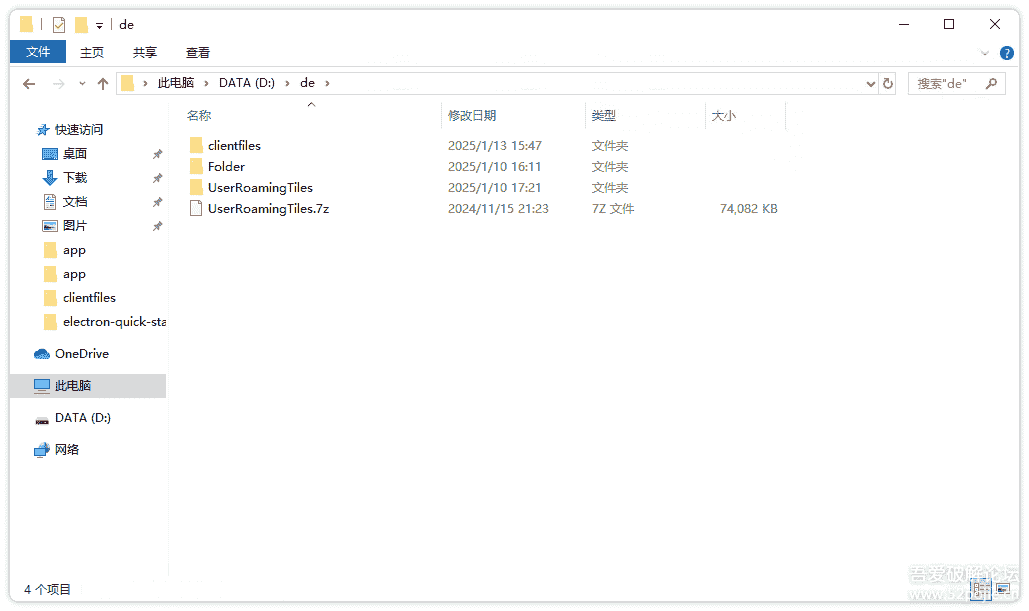 de
文件 主页 共享 查看
此电脑 DATA (D:) de 搜索"de"
名称 修改日期 类型 大小
快速访问
桌面
下载
文档
图片
app
app
clientfiles
electron-quick-sta
OneDrive
此电脑
DATA (D:)
网络
clientfiles 2025/1/13 15:47 文件夹
Folder 2025/1/10 16:11 文件夹
UserRoamingTiles 2025/1/10 17:21 文件夹
UserRoamingTiles.7z 2024/11/15 21:23 7Z 文件 74,082 KB
4 个项目
吾爱破解论坛